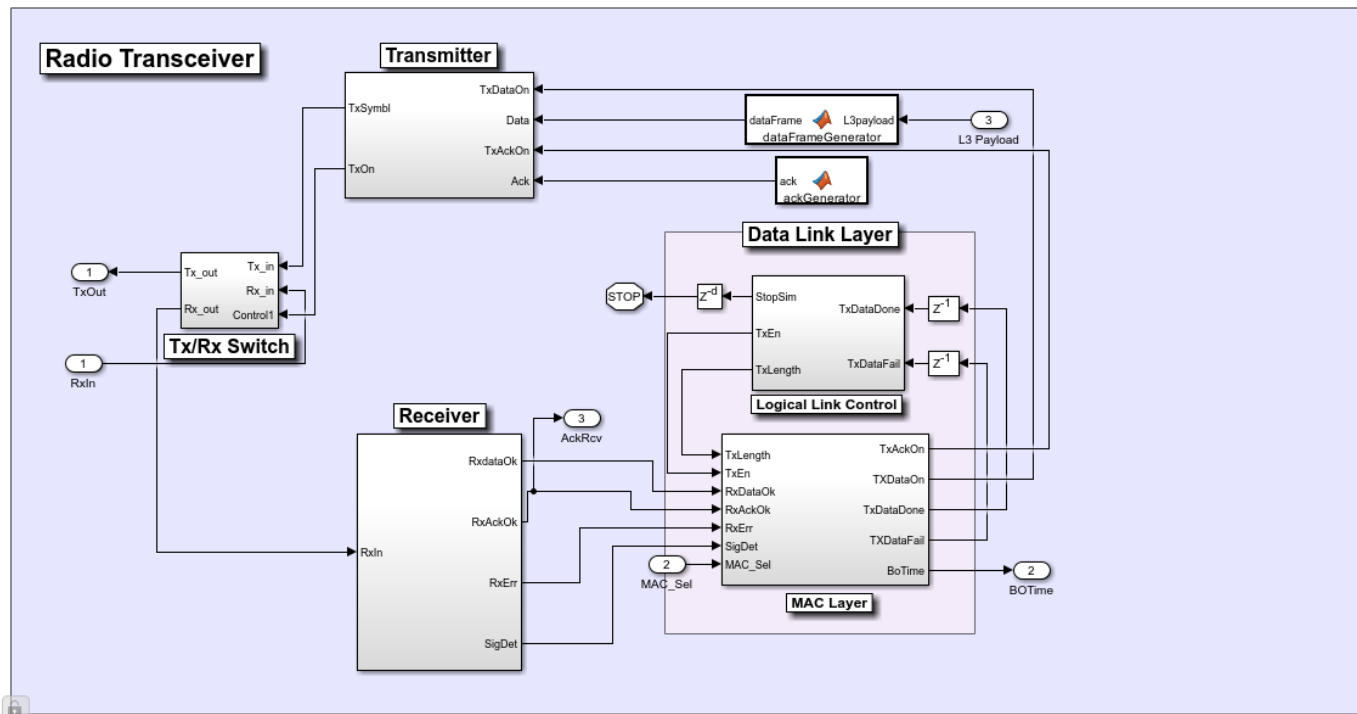 Radio Transceiver
Transmitter
TxSymbl
TxOn
TxDataOn
Data
TxAckOn
Ack
dataFrame L3payload
dataFrameGenerator
3
L3 Payload
ack
ackGenerator
Data Link Layer
1
TxOut
Tx_out
Rx_out
Tx_in
Rx_in
Control1
Tx/Rx Switch
1
RxIn
STOP
Z-d
StopSim
TxEn
TxLength
TxDataDone
TxDataFail
Z-1
Z-1
Logical Link Control
Receiver
RxIn
RxdataOk
RxAckOk
RxErr
SigDet
3
AckRcv
TxLength
TxEn
RxDataOk
RxAckOk
RxErr
SigDet
MAC_Sel
2
MAC_Sel
TxAckOn
TXDataOn
TxDataDone
TXDataFail
BoTime
MAC Layer
2
BOTime